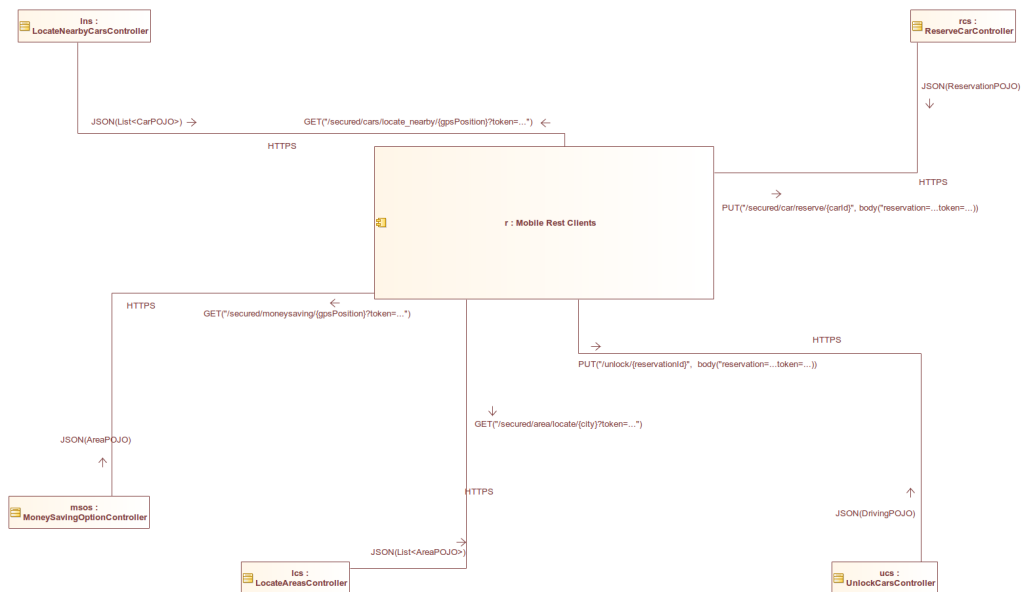 lns :
LocateNearbyCarsController
rcs :
ReserveCarController
JSON(ReservationPOJO)
JSON(List<CarPOJO>)
GET("/secured/cars/locate_nearby/{gpsPosition}?token=...")
HTTPS
HTTPS
PUT("/secured/car/reserve/{carId}", body("reservation=...token=...))
r : Mobile Rest Clients
HTTPS
GET("/secured/moneysaving/{gpsPosition}?token=...")
HTTPS
PUT("/unlock/{reservationId}", body("reservation=...token=...))
GET("/secured/area/locate/{city}?token=...")
JSON(AreaPOJO)
HTTPS
msos :
MoneySavingOptionController
JSON(DrivingPOJO)
JSON(List<AreaPOJO>)
lcs :
LocateAreasController
ucs :
UnlockCarsController